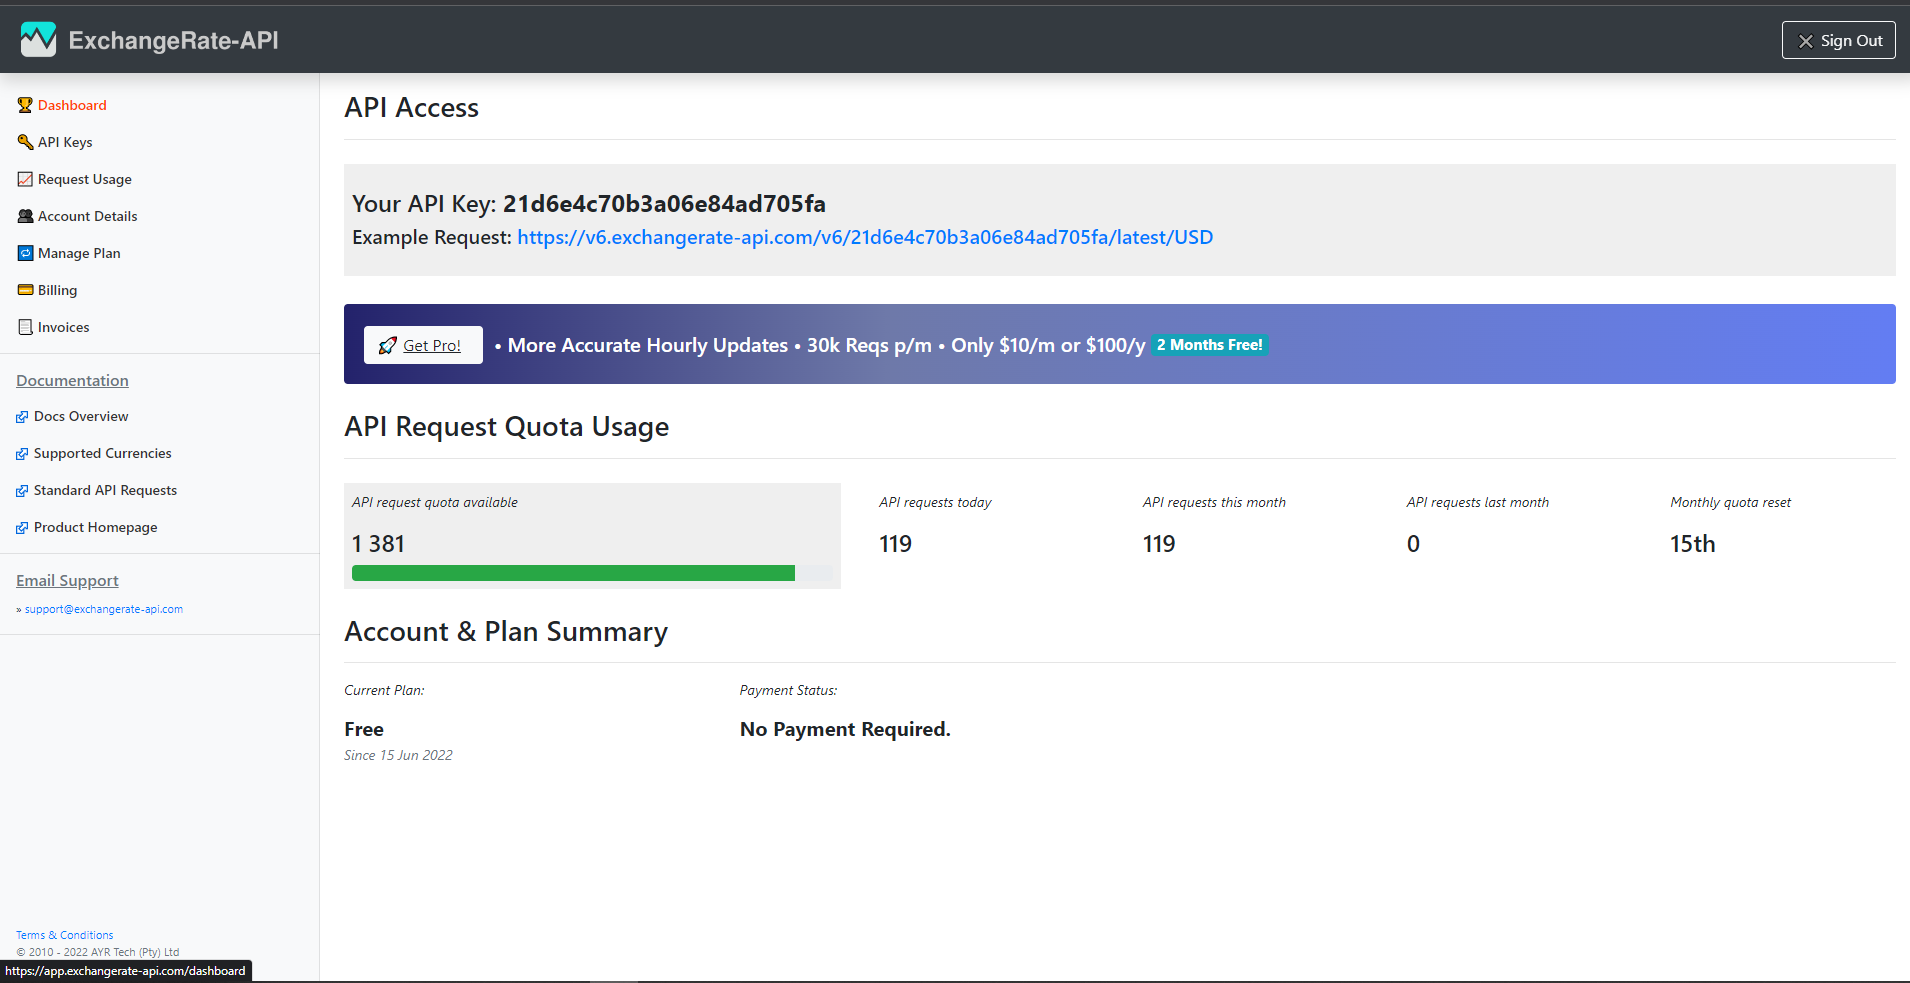 ExchangeRate-API
Sign Out
Dashboard
API Keys
Request Usage
Account Details
Manage Plan
Billing
Invoices
Documentation
Docs Overview
Supported Currencies
Standard API Requests
Product Homepage
Email Support
» support@exchangerate-api.com
Terms & Conditions
© 2010 - 2022 AYR Tech (Pty) Ltd
https://app.exchangerate-api.com/dashboard
API Access
Your API Key: 21d6e4c70b3a06e84ad705fa
Example Request: https://v6.exchangerate-api.com/v6/21d6e4c70b3a06e84ad705fa/latest/USD
Get Pro! • More Accurate Hourly Updates • 30k Reqs p/m • Only $10/m or $100/y 2 Months Free!
API Request Quota Usage
API request quota available
1 381
API requests today
119
API requests this month
119
API requests last month
0
Monthly quota reset
15th
Account & Plan Summary
Current Plan:
Free
Since 15 Jun 2022
Payment Status:
No Payment Required.